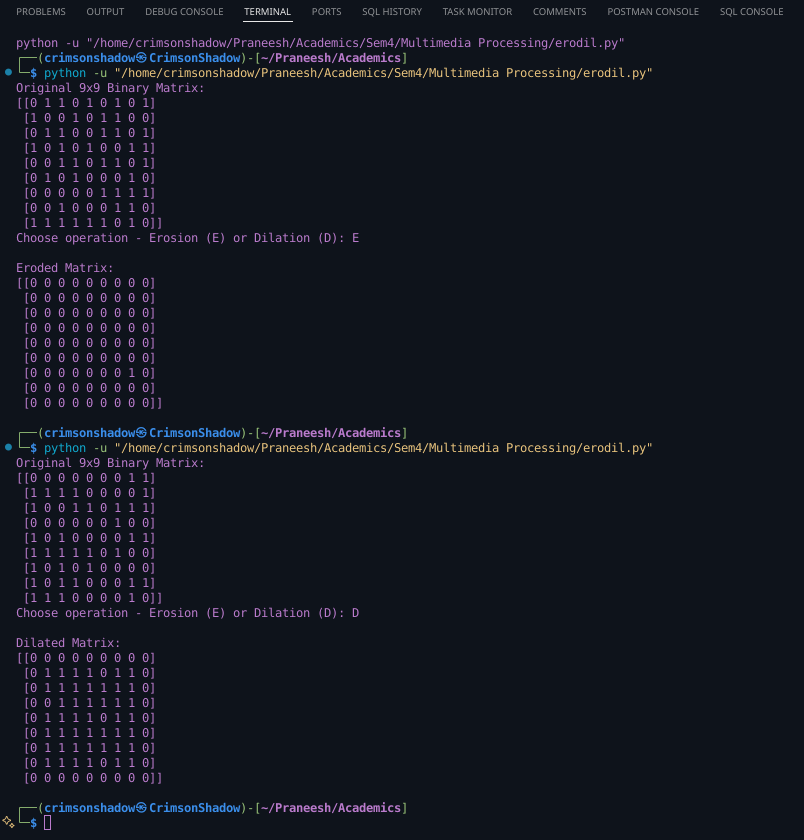 PROBLEMS OUTPUT DEBUG CONSOLE TERMINAL PORTS SQL HISTORY TASK MONITOR COMMENTS POSTMAN CONSOLE SQL CONSOLE
python -u "/home/crimsonshadow/Praneesh/Academics/Sem4/Multimedia Processing/erodil.py"
┌──(crimsonshadow㉿CrimsonShadow)-[~/Praneesh/Academics]
└─$ python -u "/home/crimsonshadow/Praneesh/Academics/Sem4/Multimedia Processing/erodil.py"
Original 9x9 Binary Matrix:
[[0 1 1 0 1 0 1 0 1]
[1 0 0 1 0 1 1 0 0]
[0 1 1 0 0 1 1 0 1]
[1 0 1 0 1 0 0 1 1]
[0 0 1 1 0 1 1 0 1]
[0 1 0 1 0 0 0 1 0]
[0 0 0 0 0 1 1 1 1]
[0 0 1 0 0 0 1 1 0]
[1 1 1 1 1 1 0 1 0]]
Choose operation - Erosion (E) or Dilation (D): E
Eroded Matrix:
[[0 0 0 0 0 0 0 0 0]
[0 0 0 0 0 0 0 0 0]
[0 0 0 0 0 0 0 0 0]
[0 0 0 0 0 0 0 0 0]
[0 0 0 0 0 0 0 0 0]
[0 0 0 0 0 0 0 0 0]
[0 0 0 0 0 0 0 1 0]
[0 0 0 0 0 0 0 0 0]
[0 0 0 0 0 0 0 0 0]]
┌──(crimsonshadow㉿CrimsonShadow)-[~/Praneesh/Academics]
└─$ python -u "/home/crimsonshadow/Praneesh/Academics/Sem4/Multimedia Processing/erodil.py"
Original 9x9 Binary Matrix:
[[0 0 0 0 0 0 0 1 1]
[1 1 1 1 0 0 0 0 1]
[1 0 0 1 1 0 1 1 1]
[0 0 0 0 0 0 1 0 0]
[1 0 1 0 0 0 0 1 1]
[1 1 1 1 1 0 1 0 0]
[1 0 1 0 1 0 0 0 0]
[1 0 1 1 0 0 0 1 1]
[1 1 1 0 0 0 0 1 0]]
Choose operation - Erosion (E) or Dilation (D): D
Dilated Matrix:
[[0 0 0 0 0 0 0 0 0]
[0 1 1 1 1 0 1 1 0]
[0 1 1 1 1 1 1 1 0]
[0 0 1 1 1 1 1 1 0]
[0 1 1 1 1 0 1 1 0]
[0 1 1 1 1 1 1 1 0]
[0 1 1 1 1 1 1 1 0]
[0 1 1 1 1 0 1 1 0]
[0 0 0 0 0 0 0 0 0]]
┌──(crimsonshadow㉿CrimsonShadow)-[~/Praneesh/Academics]
└─$